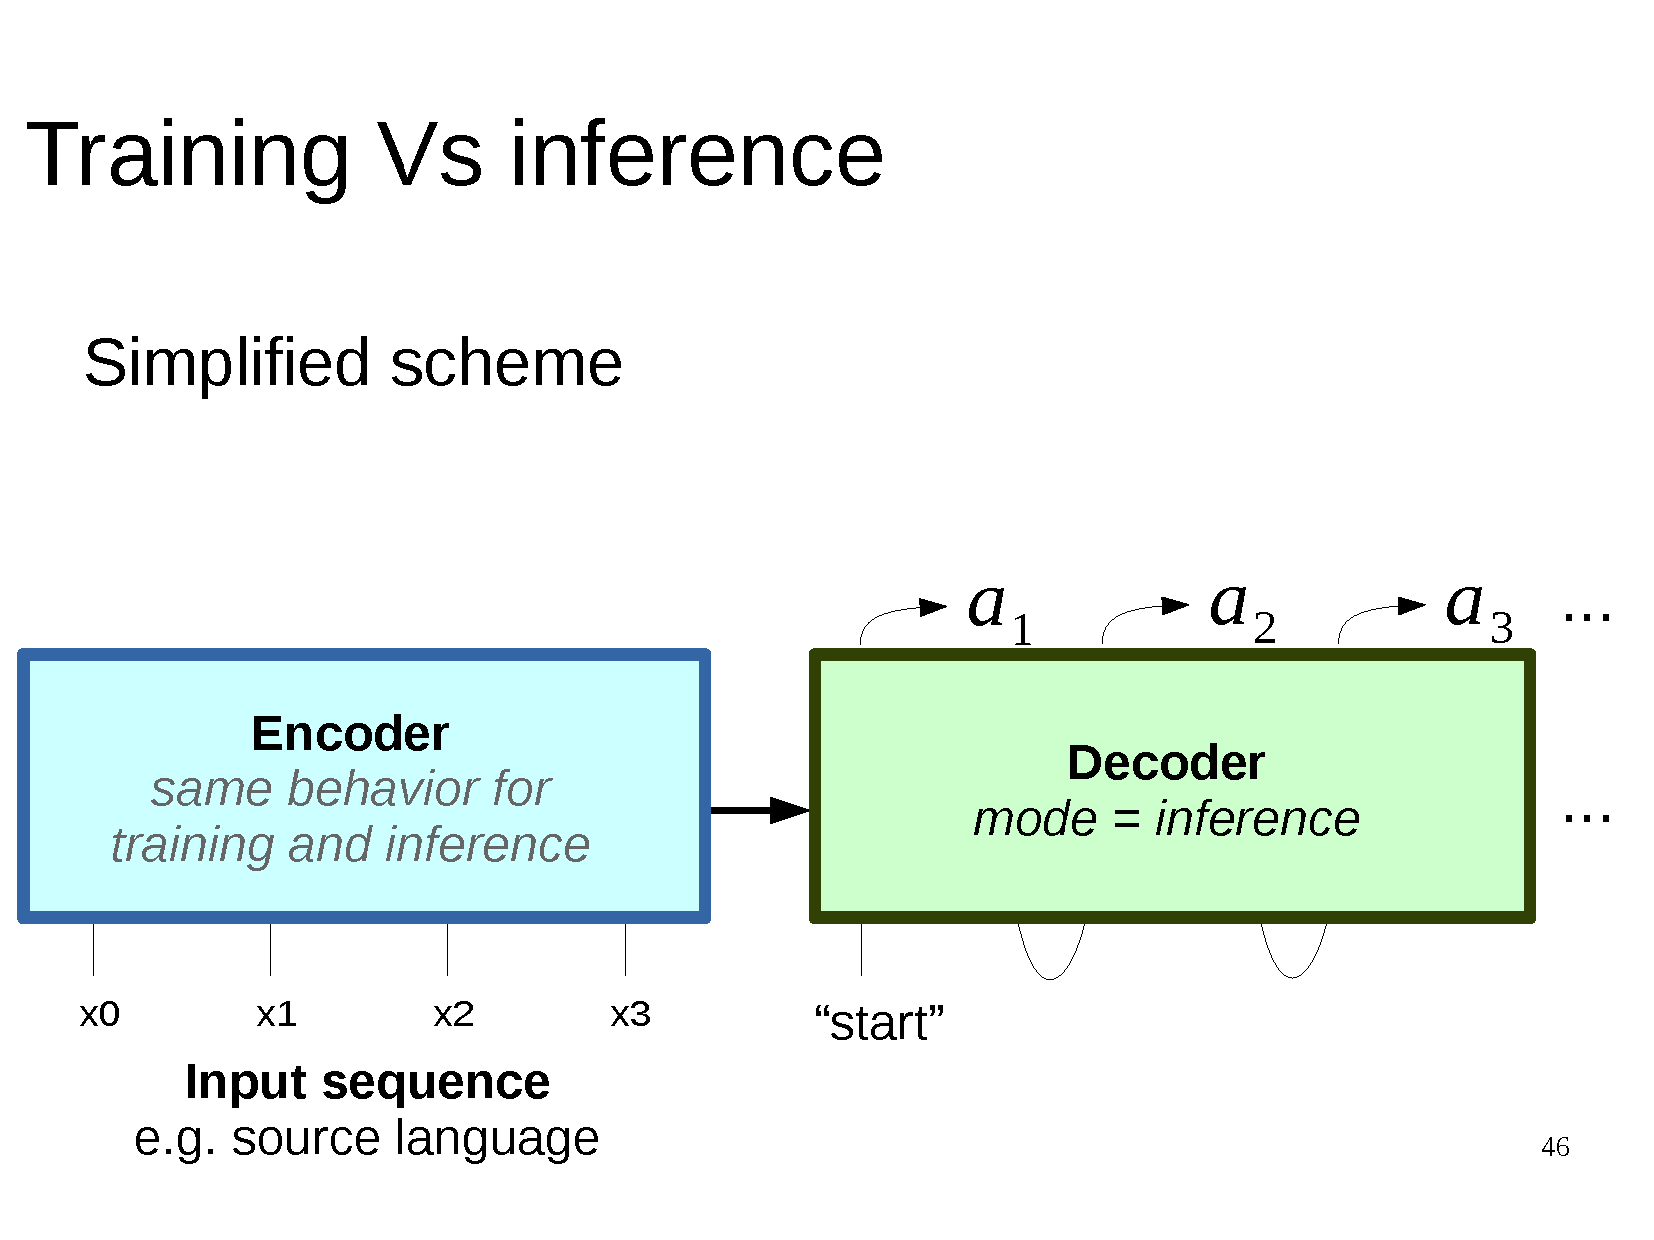 Training Vs inference
Simplified scheme
a1 a2 a3 ...
Encoder
same behavior for
training and inference
Decoder
mode = inference
...
x0 x1 x2 x3
“start”
Input sequence
e.g. source language
46